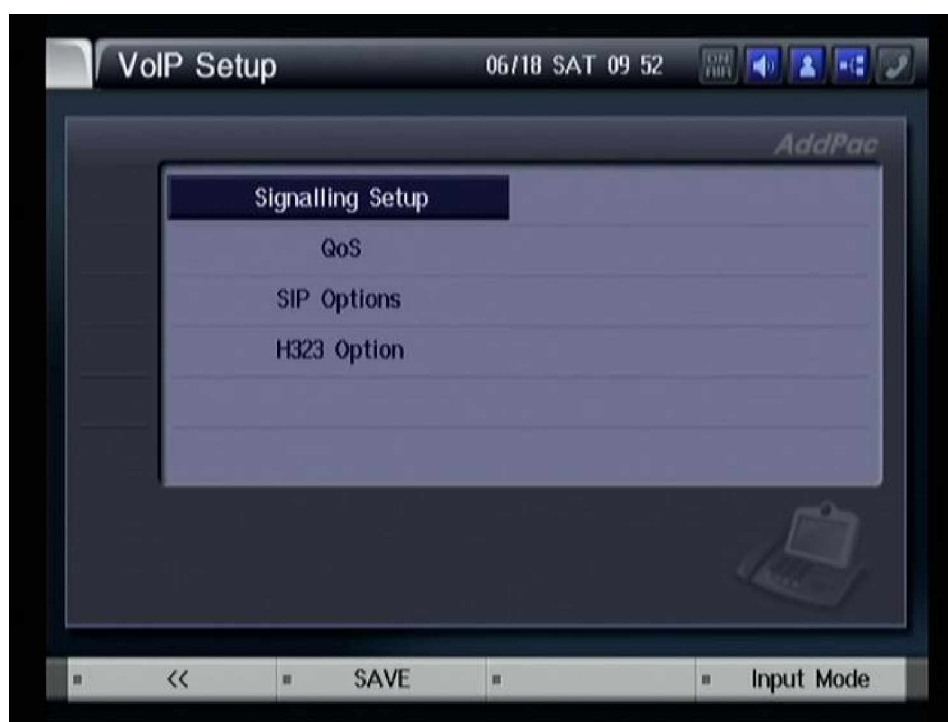 VoIP Setup 06/18 SAT 09 52 ON AIR
AddPac
Signalling Setup
QoS
SIP Options
H323 Option
<< SAVE Input Mode